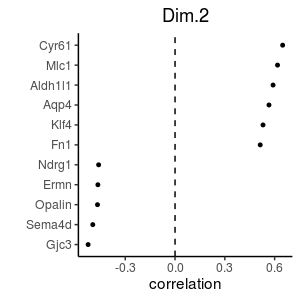 Dim.2
Cyr61
Mlc1
Aldh1l1
Aqp4
Klf4
Fn1
Ndrg1
Ermn
Opalin
Sema4d
Gjc3
-0.3 0.0 0.3 0.6
correlation